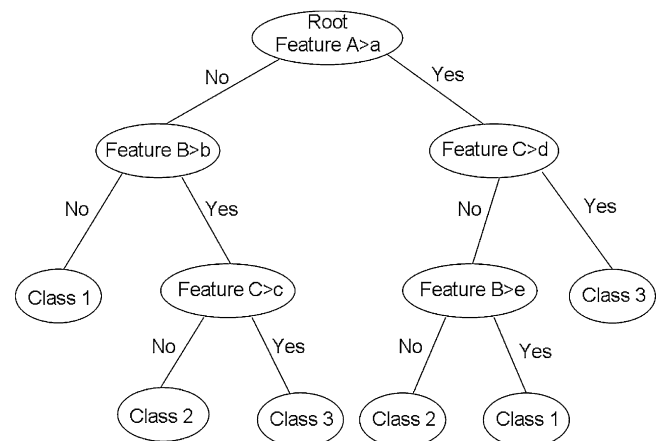 Root
Feature A>a
No
Yes
Feature B>b
Feature C>d
No
Yes
No
Yes
Class 1
Feature C>c
Feature B>e
Class 3
No
Yes
No
Yes
Class 2
Class 3
Class 2
Class 1